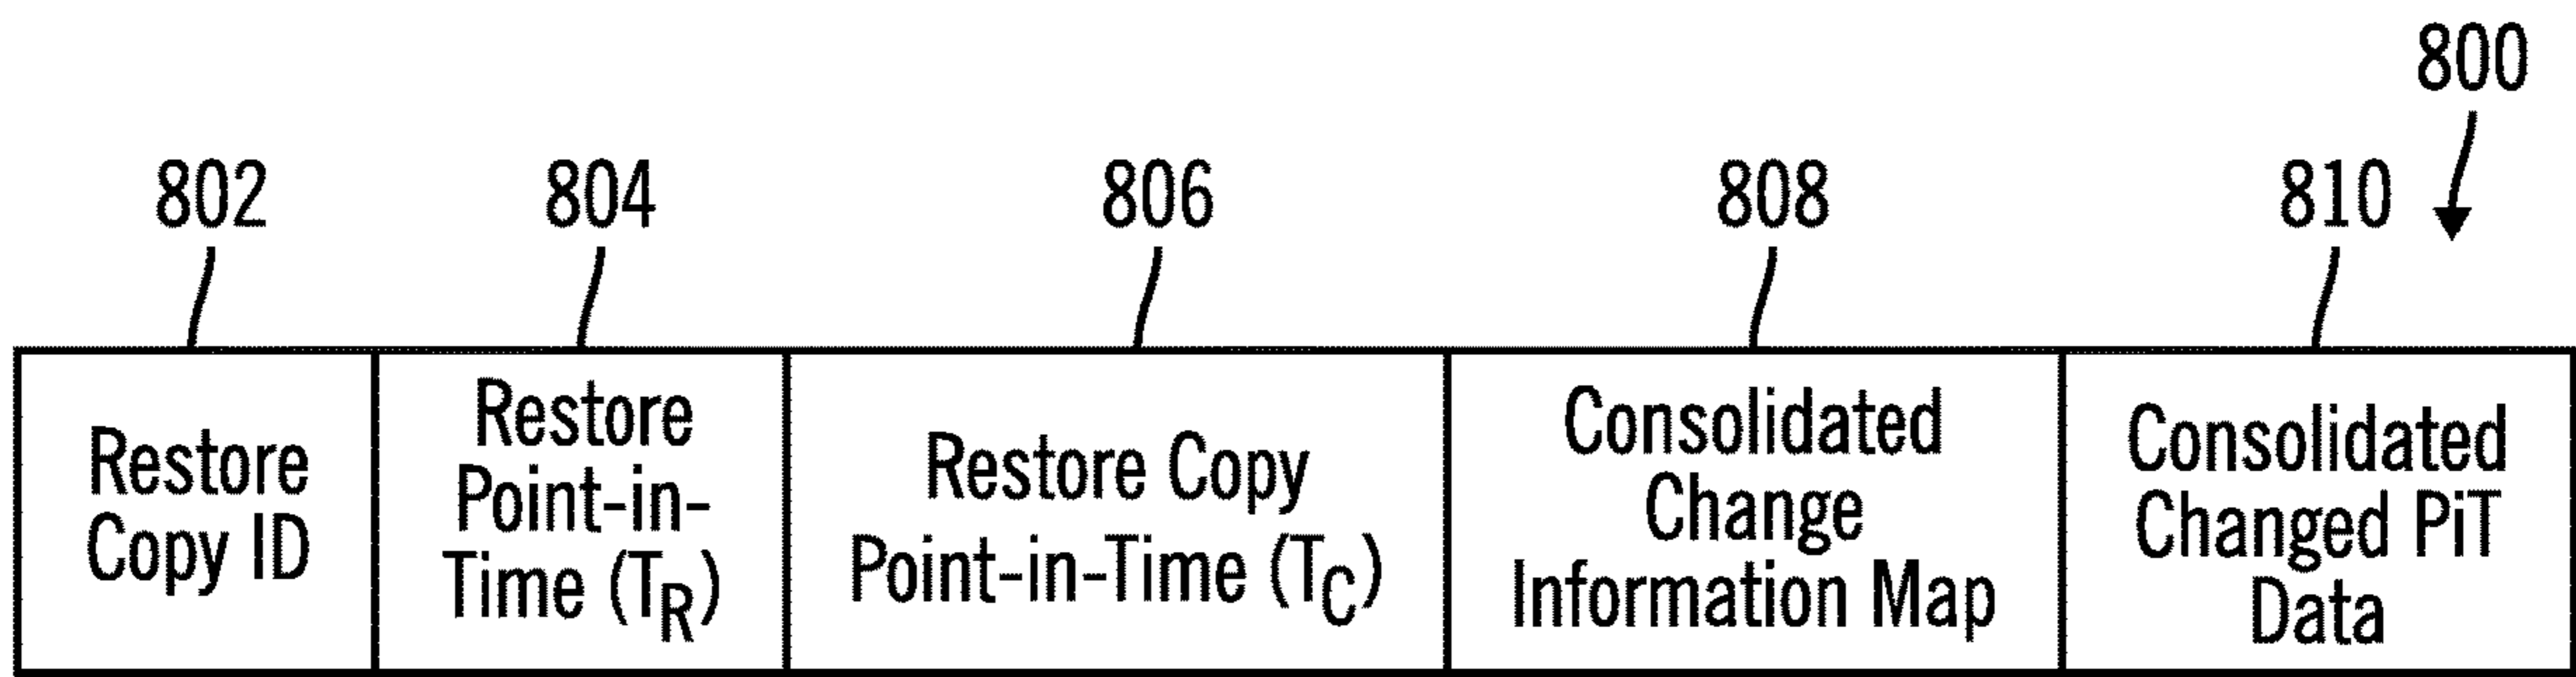 800
802
804
806
808
810
Restore
Copy ID
Restore
Point-in-
Time (TR)
Restore Copy
Point-in-Time (TC)
Consolidated
Change
Information Map
Consolidated
Changed PiT
Data